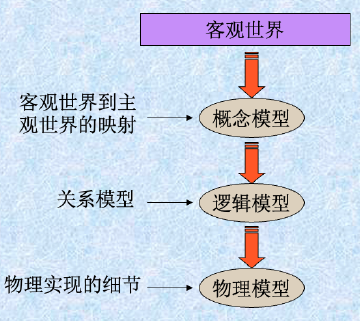 客观世界
客观世界到主
观世界的映射
概念模型
关系模型
逻辑模型
物理实现的细节
物理模型